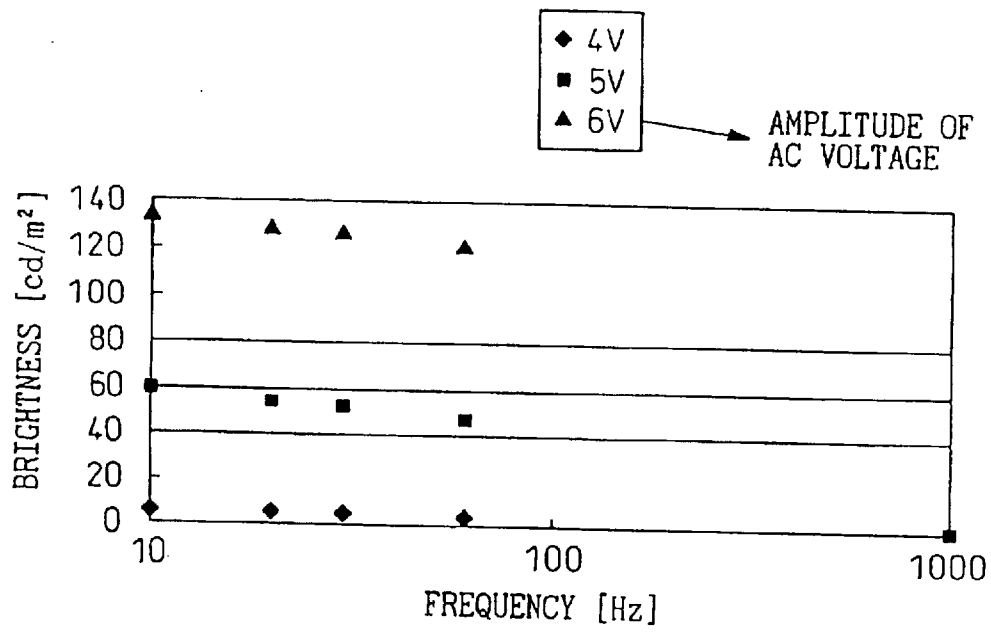 4V
5V
6V
AMPLITUDE OF
AC VOLTAGE
BRIGHTNESS [cd/m²]
140
120
100
80
60
40
20
0
10
100
1000
FREQUENCY [Hz]